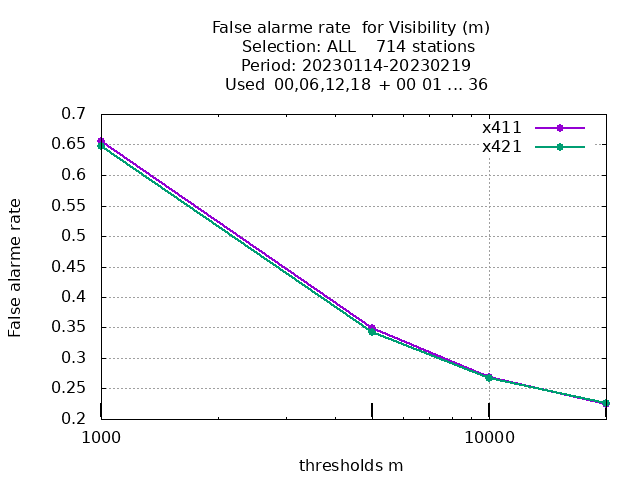 False alarme rate  for Visibility (m)
Selection: ALL    714 stations
Period: 20230114-20230219
Used  00,06,12,18 + 00 01 ... 36
x411
x421
0.7
0.65
0.6
0.55
0.5
0.45
0.4
0.35
0.3
0.25
0.2
False alarme rate
1000
10000
thresholds m